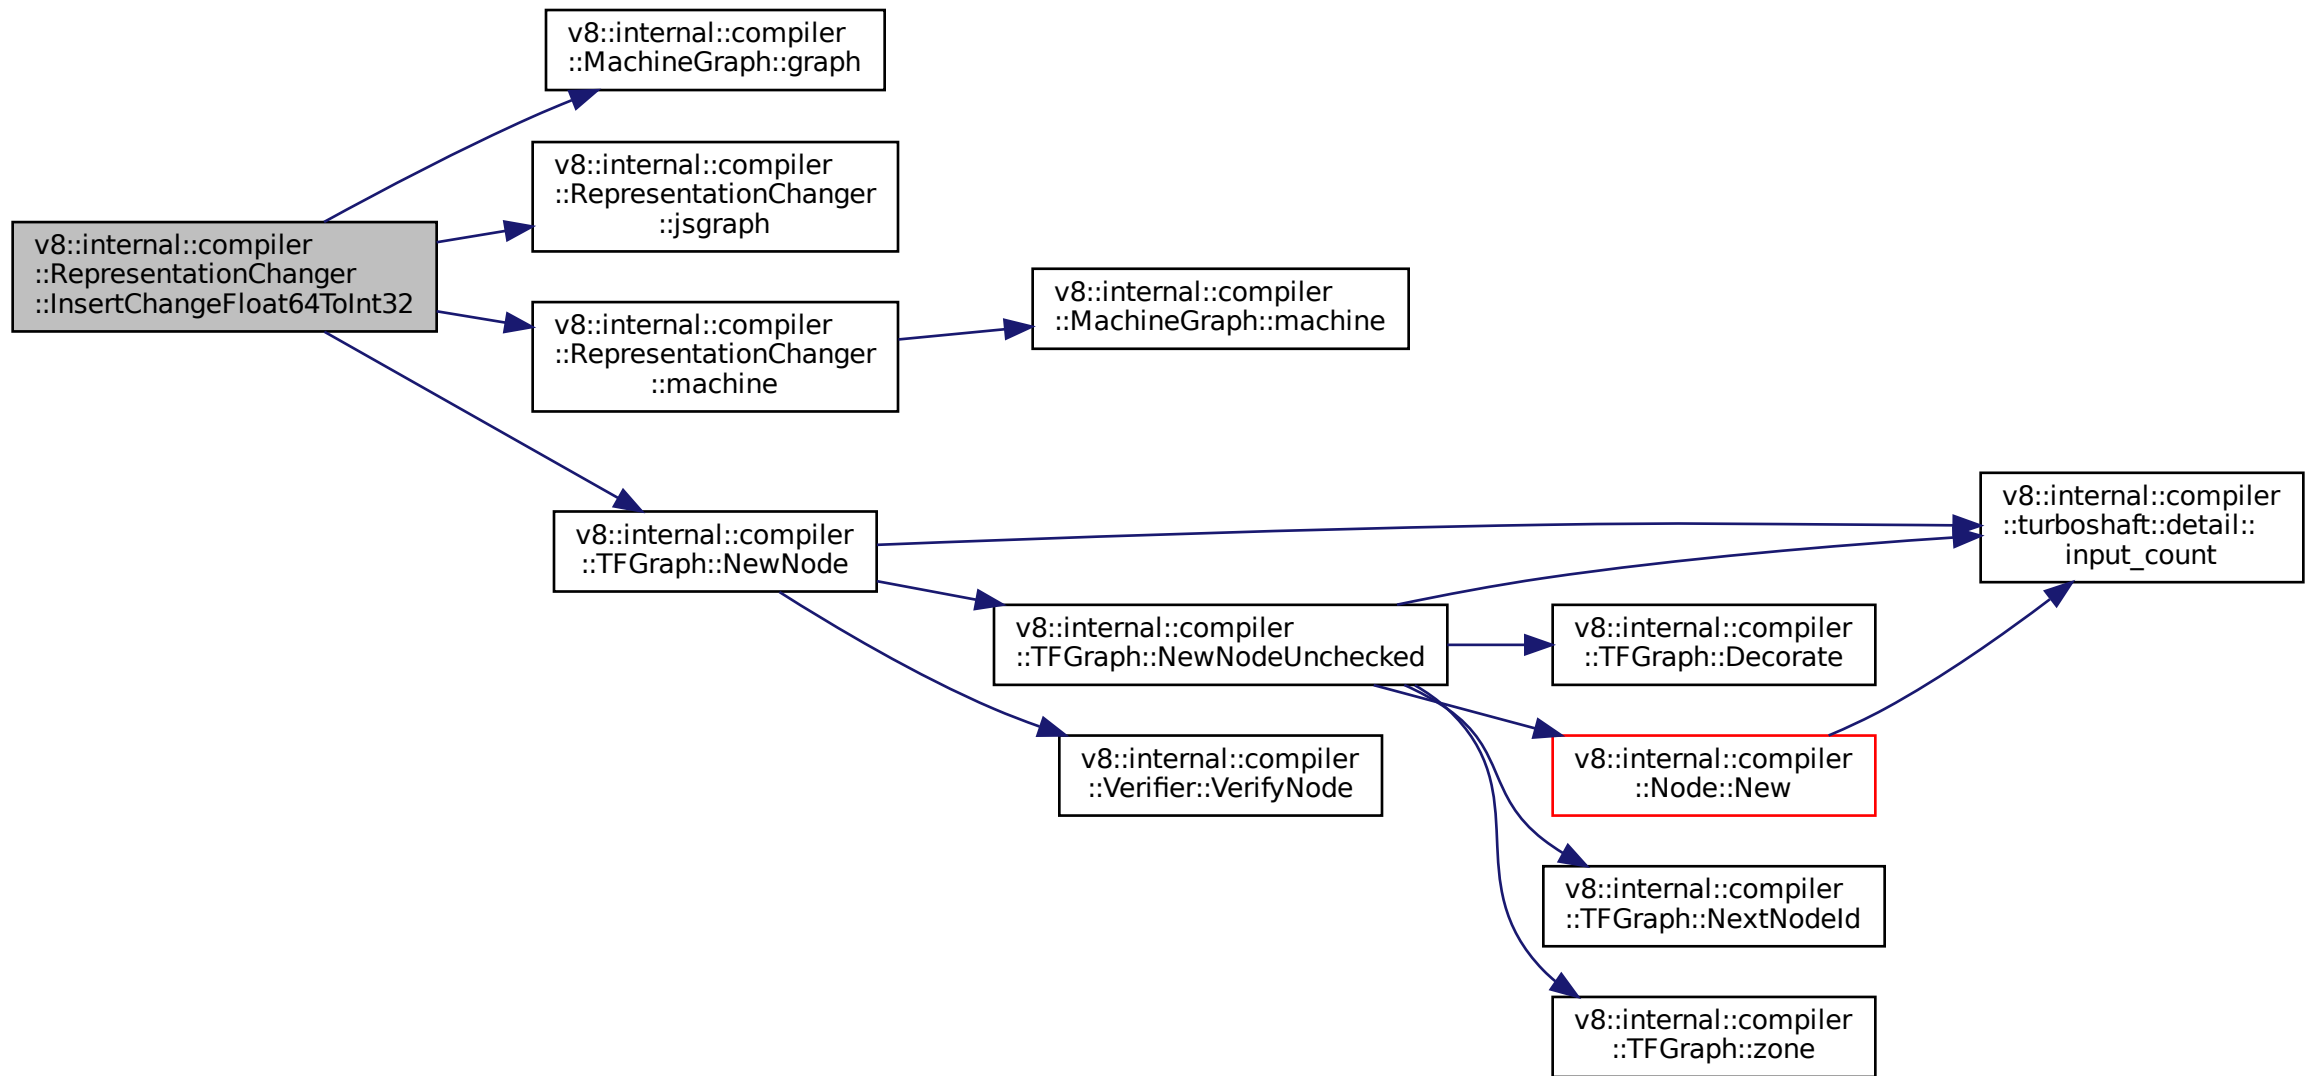 v8::internal::compiler
::MachineGraph::graph
v8::internal::compiler
::RepresentationChanger
::jsgraph
v8::internal::compiler
::RepresentationChanger
::InsertChangeFloat64ToInt32
v8::internal::compiler
::RepresentationChanger
::machine
v8::internal::compiler
::MachineGraph::machine
v8::internal::compiler
::TFGraph::NewNode
v8::internal::compiler
::turboshaft::detail::
input_count
v8::internal::compiler
::TFGraph::NewNodeUnchecked
v8::internal::compiler
::TFGraph::Decorate
v8::internal::compiler
::Verifier::VerifyNode
v8::internal::compiler
::Node::New
v8::internal::compiler
::TFGraph::NextNodeId
v8::internal::compiler
::TFGraph::zone